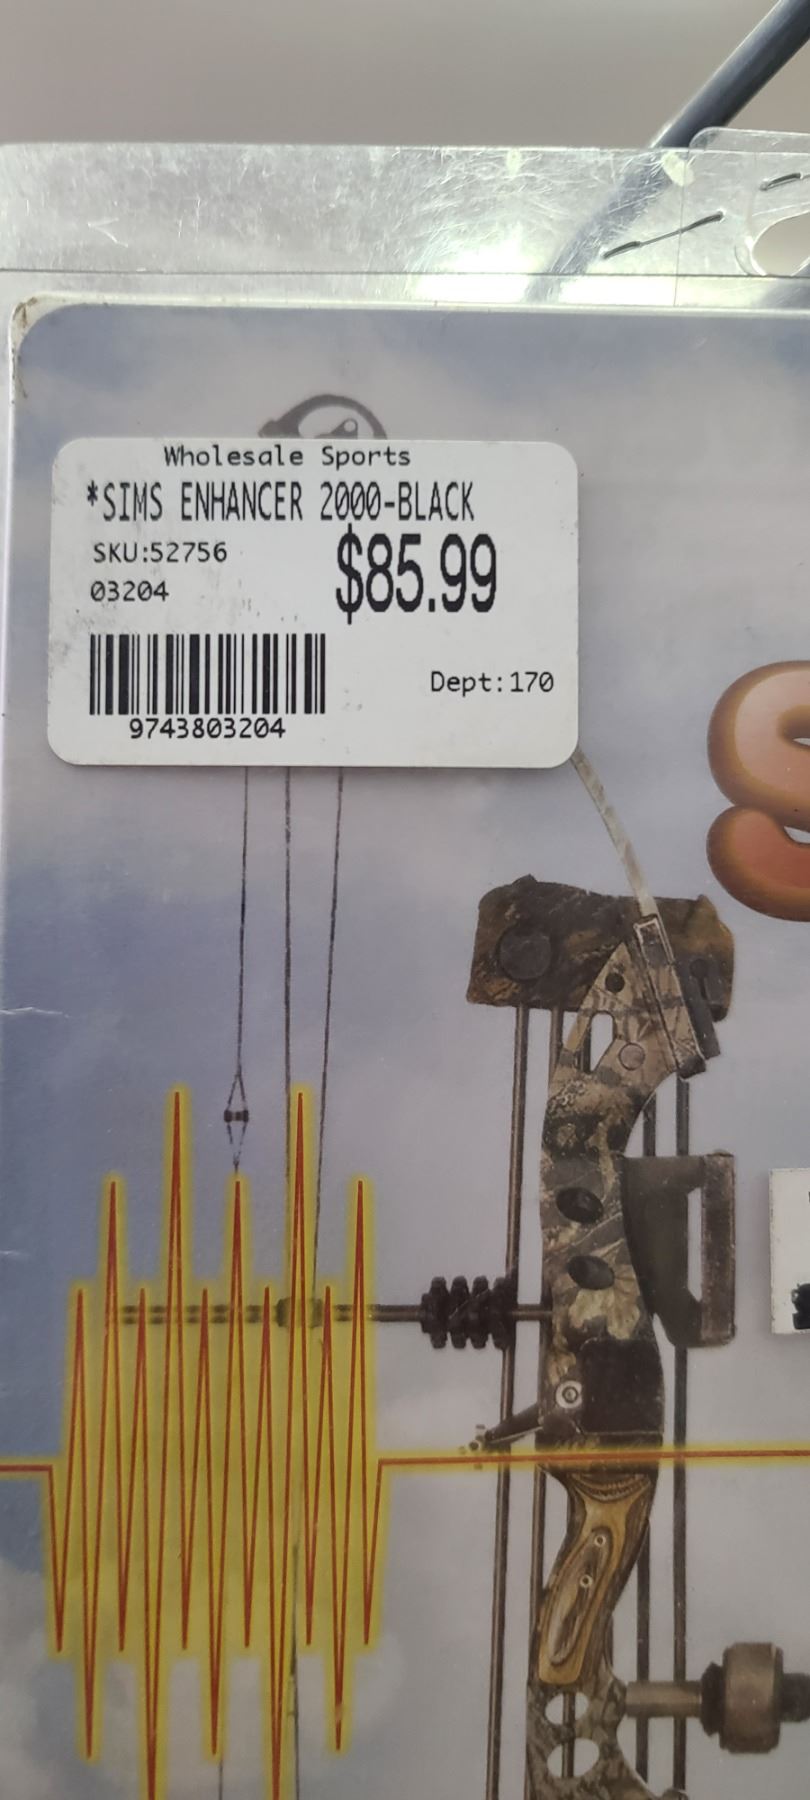 Wholesale Sports
*SIMS ENHANCER 2000-BLACK
SKU:52756
$85.99
03204
Dept:170
9743803204
S